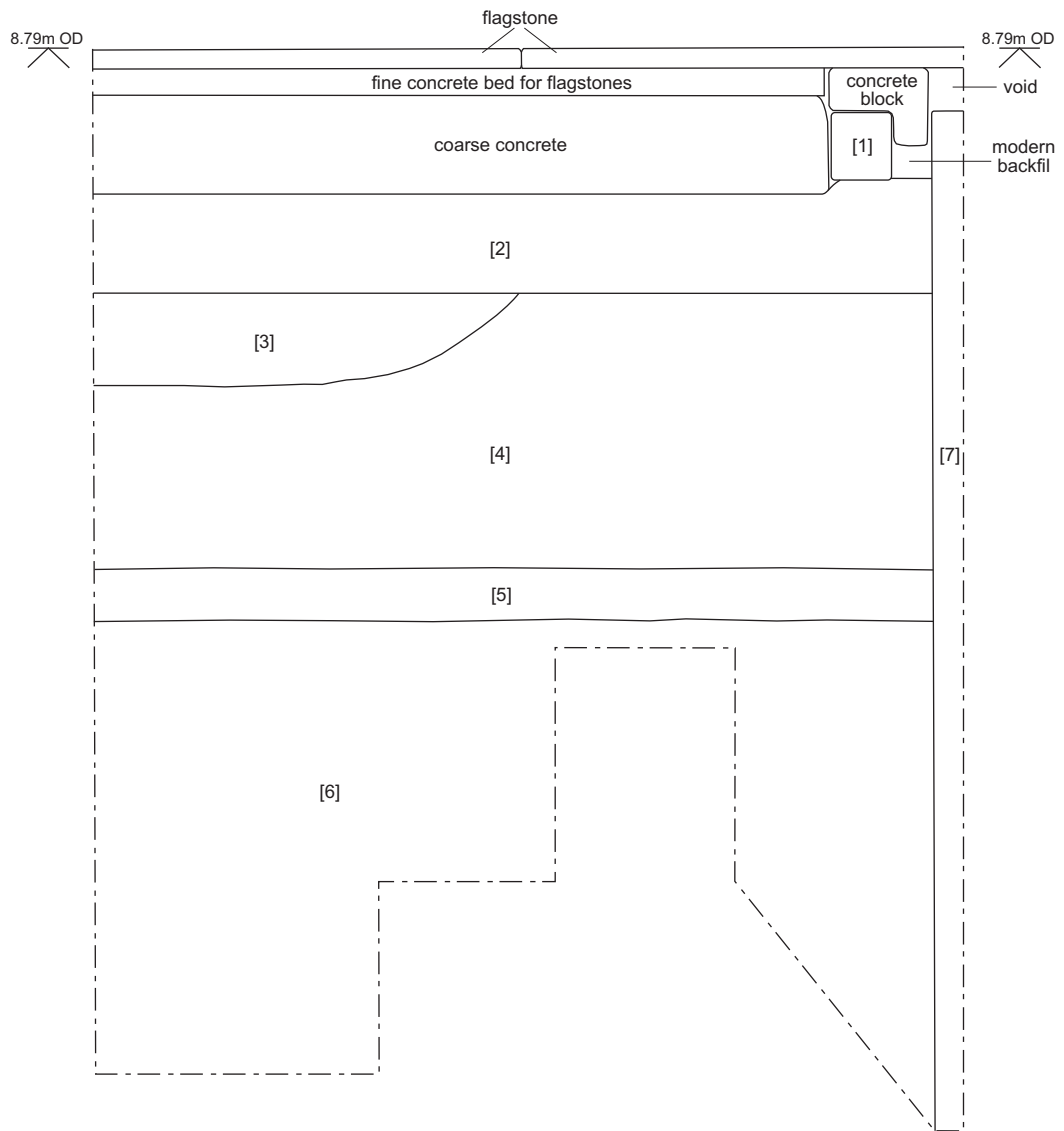 flagstone
8.79m OD
8.79m OD
fine concrete bed for flagstones
concrete
block
void
coarse concrete
[1]
modern
backfil
[2]
[3]
[4]
[7]
[5]
[6]